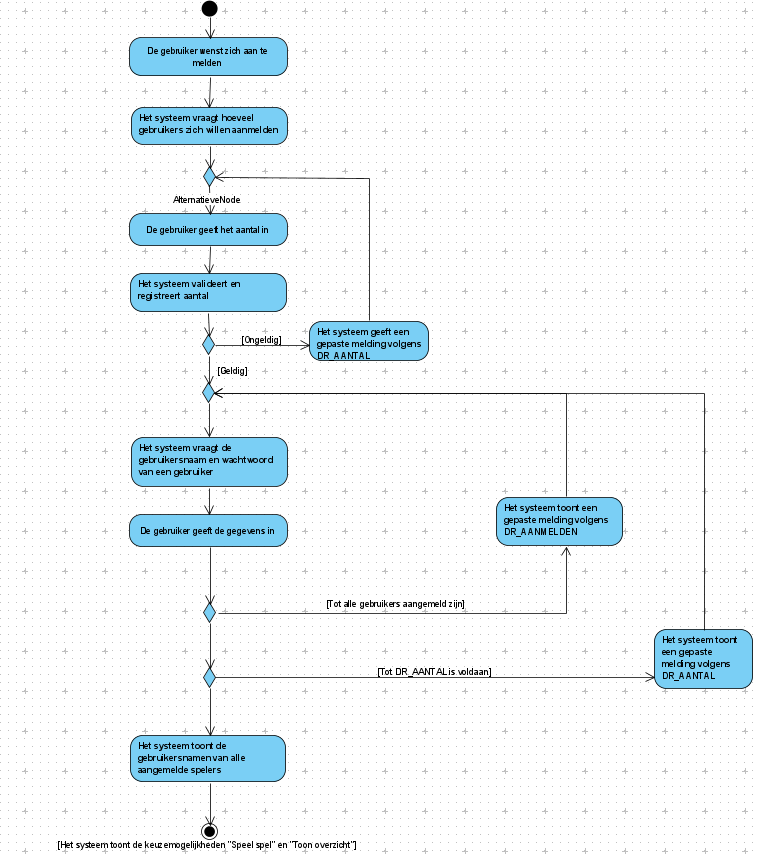 De gebruiker wenst zich aan te
melden
Het systeem vraagt hoeveel
gebruikers zich willen aanmelden
AlternatieveNode
De gebruiker geeft het aantal in
Het systeem valideert en
registreert aantal
[Ongeldig]
Het systeem geeft een
gepaste melding volgens
DR_AANTAL
[Geldig]
Het systeem vraagt de
gebruikersnaam en wachtwoord
van een gebruiker
De gebruiker geeft de gegevens in
Het systeem toont een
gepaste melding volgens
DR_AANMELDEN
[Tot alle gebruikers aangemeld zijn]
Het systeem toont
een gepaste
melding volgens
DR_AANTAL
[Tot DR_AANTAL is voldaan]
Het systeem toont de
gebruikersnamen van alle
aangemelde spelers
[Het systeem toont de keuzemogelijkheden "Speel spel" en "Toon overzicht"]